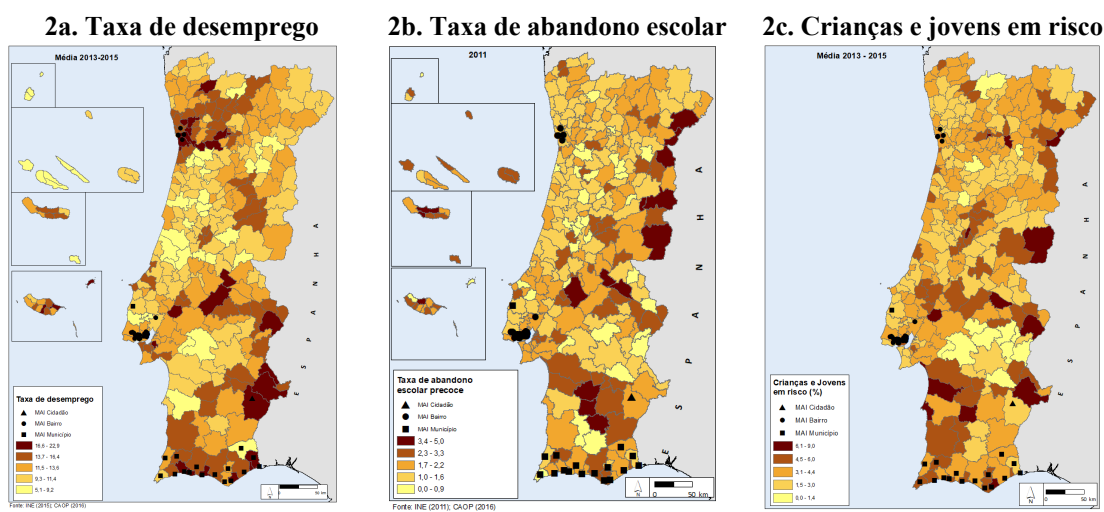 2a. Taxa de desemprego
Média 2013-2015
E S P A N H A
Taxa de desemprego
MAI Cidadão
MAI Bairro
MAI Município
16,5 - 22,9
13,7 - 16,4
11,5 - 13,6
9,3 - 11,4
5,1 - 9,2
0 50 km
Fonte: INE (2015); CAOP (2016)
2b. Taxa de abandono escolar
2011
E S P A N H A
Taxa de abandono
escolar precoce
MAI Cidadão
MAI Bairro
MAI Município
3,4 - 5,0
2,3 - 3,3
1,7 - 2,2
1,0 - 1,6
0,0 - 0,9
0 50 km
Fonte: INE (2011); CAOP (2016)
2c. Crianças e jovens em risco
Média 2013 - 2015
E S P A N H A
Crianças e Jovens
em risco (%)
MAI Cidadão
MAI Bairro
MAI Município
6,1 - 9,0
4,5 - 6,0
3,1 - 4,4
1,5 - 3,0
0,0 - 1,4
0 50 km